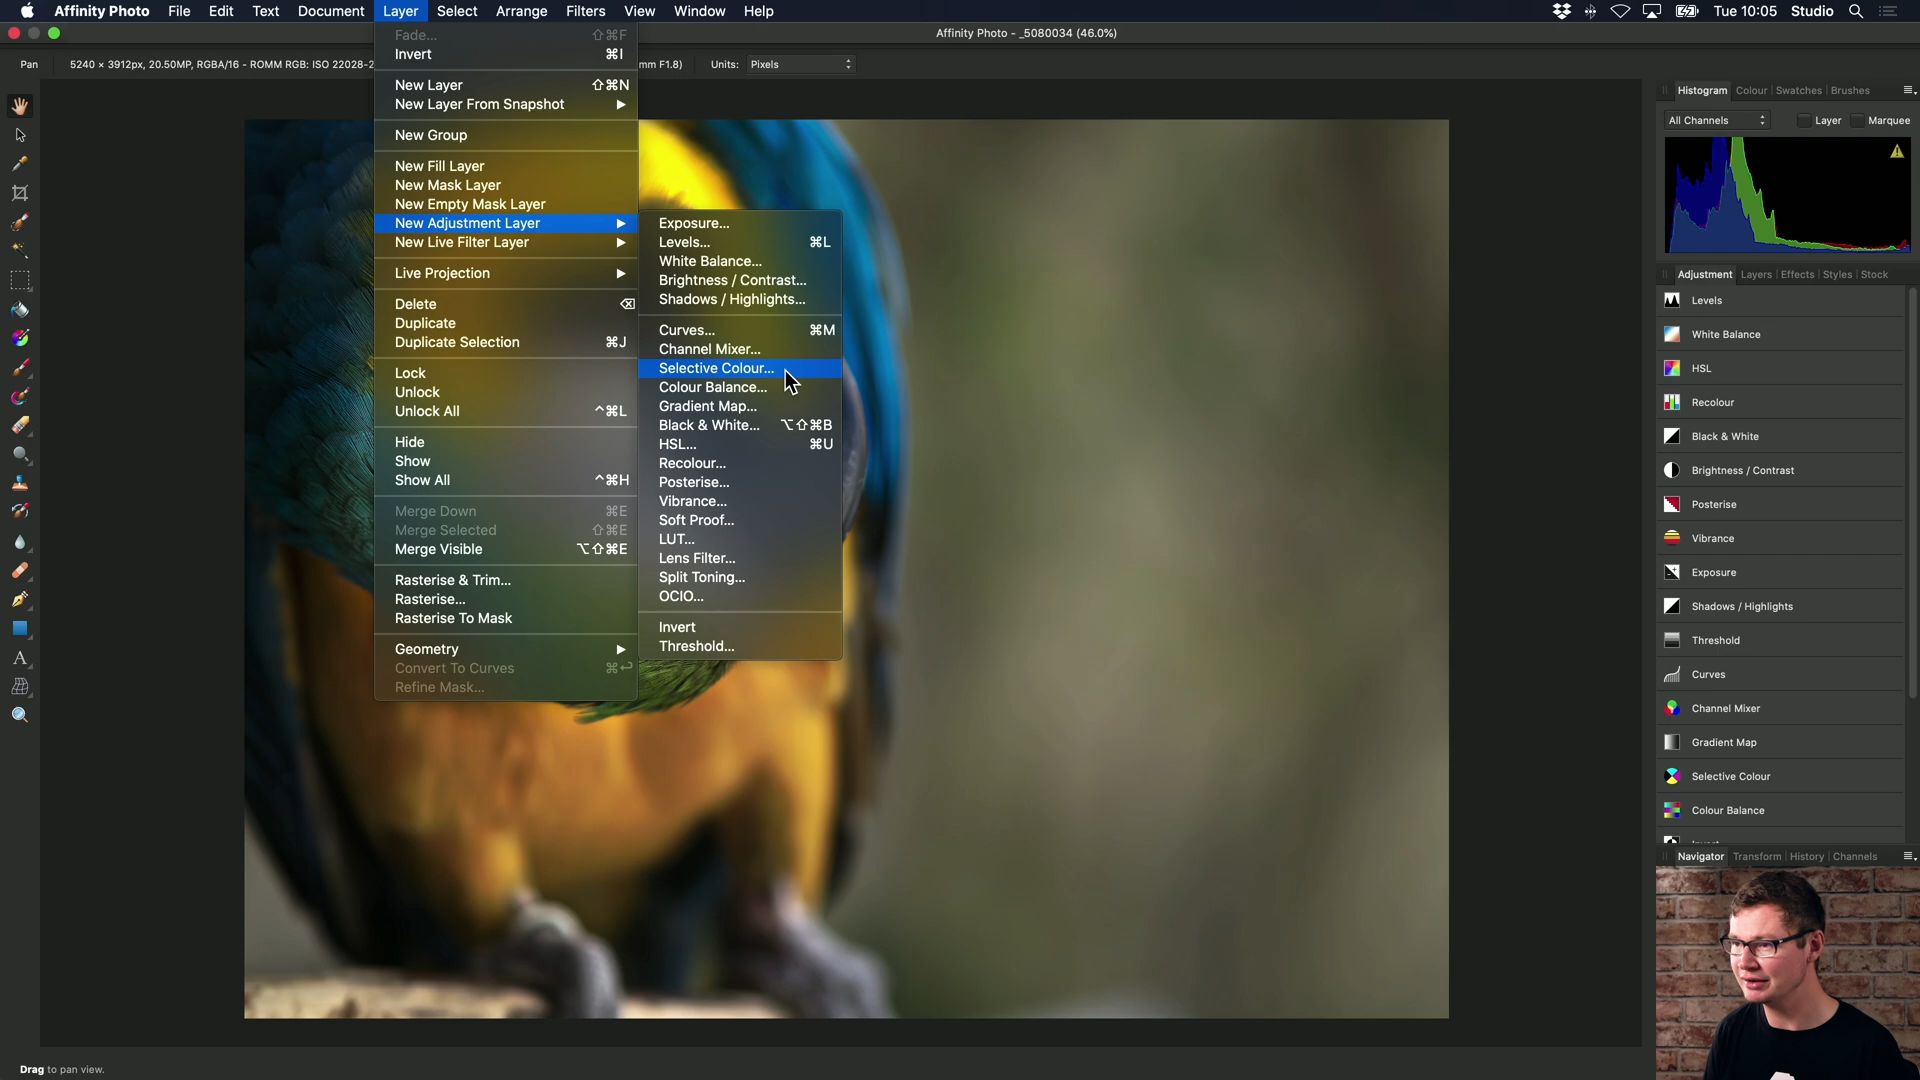 Affinity Photo File Edit Text Document Layer Select Arrange Filters View Window Help
Tue 10:05 Studio
Affinity Photo - _5080034 (46.0%)
Pan 5240 × 3912px, 20.50MP, RGBA/16 - ROMM RGB: ISO 22028-2 mm F1.8) Units: Pixels
Fade... ⇧⌘F
Invert ⌘I
New Layer ⇧⌘N
New Layer From Snapshot ▶
New Group
New Fill Layer
New Mask Layer
New Empty Mask Layer
New Adjustment Layer ▶
New Live Filter Layer ▶
Live Projection ▶
Delete ⌫
Duplicate
Duplicate Selection ⌘J
Lock
Unlock
Unlock All ^⌘L
Hide
Show
Show All ^⌘H
Merge Down ⌘E
Merge Selected ⇧⌘E
Merge Visible ⌥⇧⌘E
Rasterise & Trim...
Rasterise...
Rasterise To Mask
Geometry ▶
Convert To Curves ⌘↩
Refine Mask...
Exposure...
Levels... ⌘L
White Balance...
Brightness / Contrast...
Shadows / Highlights...
Curves... ⌘M
Channel Mixer...
Selective Colour...
Colour Balance...
Gradient Map...
Black & White... ⌥⇧⌘B
HSL... ⌘U
Recolour...
Posterise...
Vibrance...
Soft Proof...
LUT...
Lens Filter...
Split Toning...
OCIO...
Invert
Threshold...
Histogram Colour Swatches Brushes
All Channels Layer Marquee
Adjustment Layers Effects Styles Stock
Levels
White Balance
HSL
Recolour
Black & White
Brightness / Contrast
Posterise
Vibrance
Exposure
Shadows / Highlights
Threshold
Curves
Channel Mixer
Gradient Map
Selective Colour
Colour Balance
Navigator Transform History Channels
Drag to pan view.